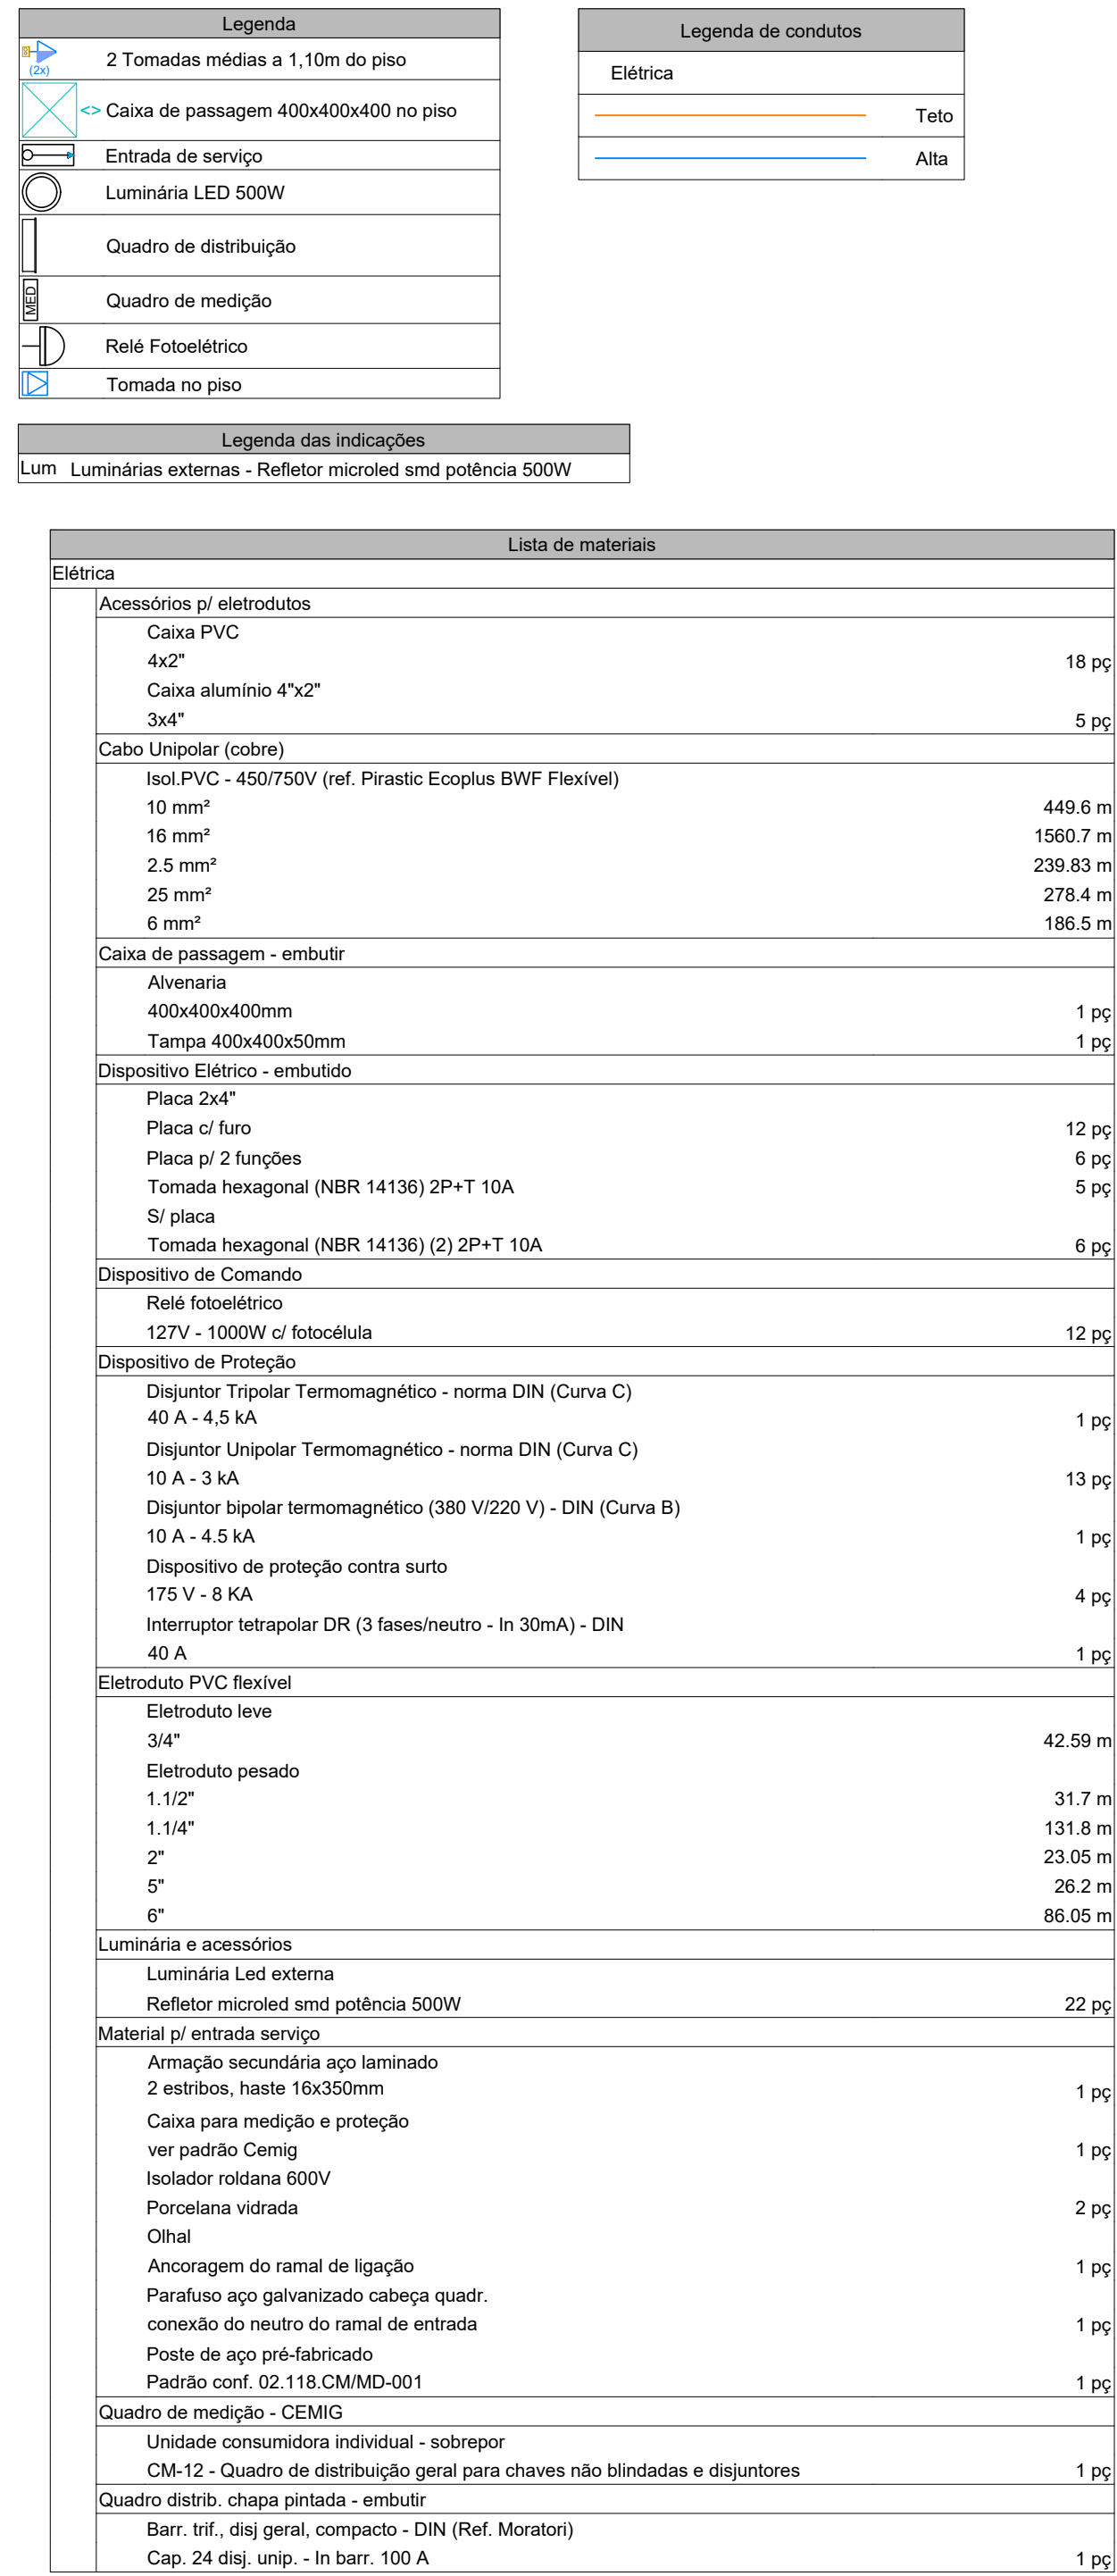 Legenda
(2x)
2 Tomadas médias a 1,10m do piso
<> Caixa de passagem 400x400x400 no piso
Entrada de serviço
Luminária LED 500W
Quadro de distribuição
MED
Quadro de medição
Relé Fotoelétrico
Tomada no piso
Legenda de condutos
Elétrica
Teto
Alta
Legenda das indicações
Lum Luminárias externas - Refletor microled smd potência 500W
Lista de materiais
Elétrica
Acessórios p/ eletrodutos
Caixa PVC
4x2" 18 pç
Caixa alumínio 4"x2"
3x4" 5 pç
Cabo Unipolar (cobre)
Isol.PVC - 450/750V (ref. Pirastic Ecoplus BWF Flexível)
10 mm² 449.6 m
16 mm² 1560.7 m
2.5 mm² 239.83 m
25 mm² 278.4 m
6 mm² 186.5 m
Caixa de passagem - embutir
Alvenaria
400x400x400mm 1 pç
Tampa 400x400x50mm 1 pç
Dispositivo Elétrico - embutido
Placa 2x4"
Placa c/ furo 12 pç
Placa p/ 2 funções 6 pç
Tomada hexagonal (NBR 14136) 2P+T 10A 5 pç
S/ placa
Tomada hexagonal (NBR 14136) (2) 2P+T 10A 6 pç
Dispositivo de Comando
Relé fotoelétrico
127V - 1000W c/ fotocélula 12 pç
Dispositivo de Proteção
Disjuntor Tripolar Termomagnético - norma DIN (Curva C)
40 A - 4,5 kA 1 pç
Disjuntor Unipolar Termomagnético - norma DIN (Curva C)
10 A - 3 kA 13 pç
Disjuntor bipolar termomagnético (380 V/220 V) - DIN (Curva B)
10 A - 4.5 kA 1 pç
Dispositivo de proteção contra surto
175 V - 8 KA 4 pç
Interruptor tetrapolar DR (3 fases/neutro - In 30mA) - DIN
40 A 1 pç
Eletroduto PVC flexível
Eletroduto leve
3/4" 42.59 m
Eletroduto pesado
1.1/2" 31.7 m
1.1/4" 131.8 m
2" 23.05 m
5" 26.2 m
6" 86.05 m
Luminária e acessórios
Luminária Led externa
Refletor microled smd potência 500W 22 pç
Material p/ entrada serviço
Armação secundária aço laminado
2 estribos, haste 16x350mm 1 pç
Caixa para medição e proteção
ver padrão Cemig 1 pç
Isolador roldana 600V
Porcelana vidrada 2 pç
Olhal
Ancoragem do ramal de ligação 1 pç
Parafuso aço galvanizado cabeça quadr.
conexão do neutro do ramal de entrada 1 pç
Poste de aço pré-fabricado
Padrão conf. 02.118.CM/MD-001 1 pç
Quadro de medição - CEMIG
Unidade consumidora individual - sobrepor
CM-12 - Quadro de distribuição geral para chaves não blindadas e disjuntores 1 pç
Quadro distrib. chapa pintada - embutir
Barr. trif., disj geral, compacto - DIN (Ref. Moratori)
Cap. 24 disj. unip. - In barr. 100 A 1 pç